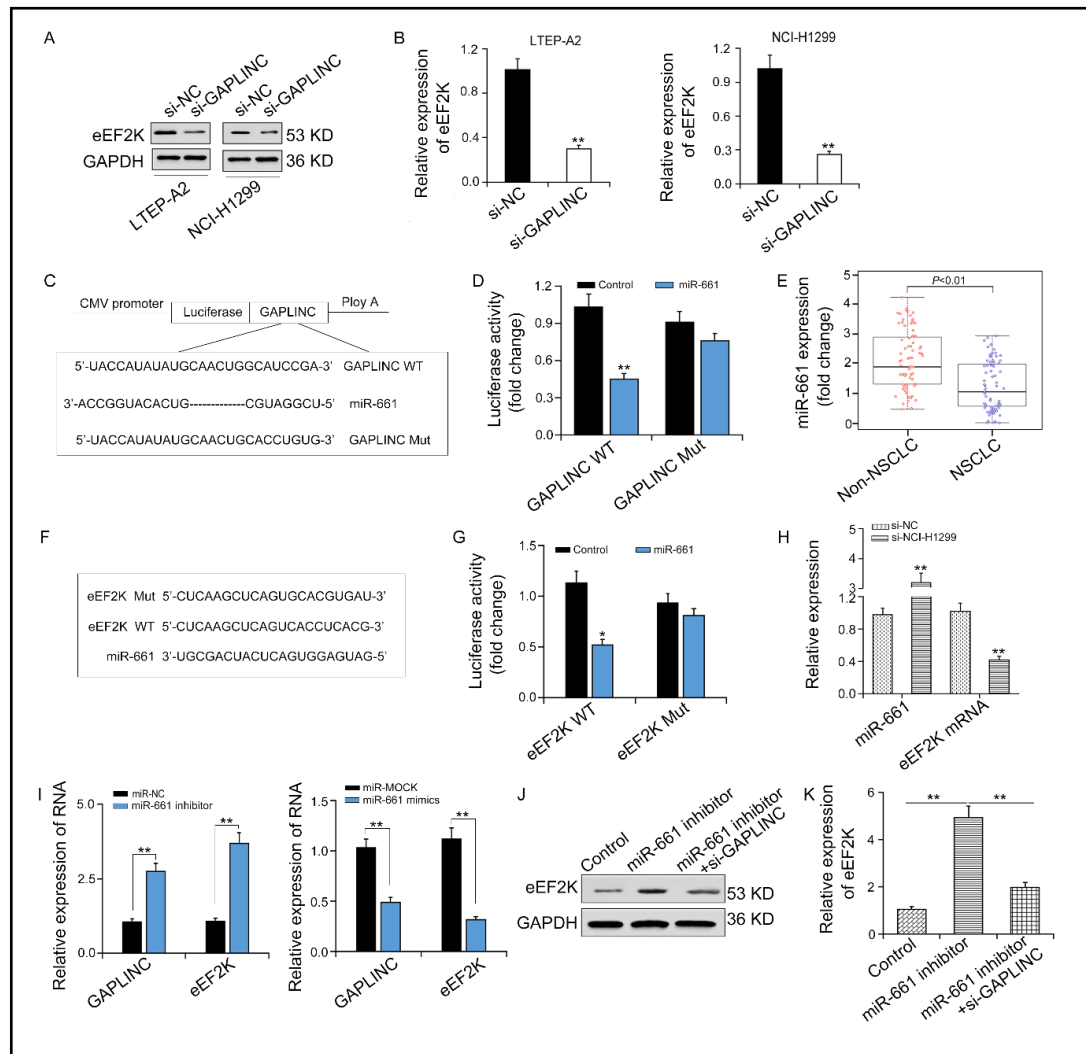 A
si-NC
si-GAPLINC
si-NC
si-GAPLINC
eEF2K
53 KD
GAPDH
36 KD
LTEP-A2
NCI-H1299
B
LTEP-A2
Relative expression
of eEF2K
1.2
0.9
0.6
0.3
0.0
**
si-NC
si-GAPLINC
NCI-H1299
Relative expression
of eEF2K
1.2
0.9
0.6
0.3
0.0
**
si-NC
si-GAPLINC
C
CMV promoter
Luciferase
GAPLINC
Ploy A
5'-UACCAUAUAUGCAACUGGCAUCCGA-3' GAPLINC WT
3'-ACCGGUACACUG-------------CGUAGGCU-5' miR-661
5'-UACCAUAUAUGCAACUGCACCUGUG-3' GAPLINC Mut
D
Control
miR-661
Luciferase activity
(fold change)
1.2
0.9
0.6
0.3
0.0
**
GAPLINC WT
GAPLINC Mut
E
miR-661 expression
(fold change)
5
4
3
2
1
0
P<0.01
Non-NSCLC
NSCLC
F
eEF2K Mut 5'-CUCAAGCUCAGUGCACGUGAU-3'
eEF2K WT 5'-CUCAAGCUCAGUCACCUCACG-3'
miR-661 3'-UGCGACUACUCAGUGGAGUAG-5'
G
Control
miR-661
Luciferase activity
(fold change)
1.5
1.0
0.5
0.0
*
eEF2K WT
eEF2K Mut
H
si-NC
si-NCI-H1299
Relative expression
5
4
3
1.2
0.8
0.4
0.0
**
**
miR-661
eEF2K mRNA
I
miR-NC
miR-661 inhibitor
Relative expression of RNA
5.0
2.5
0.0
**
**
GAPLINC
eEF2K
miR-MOCK
miR-661 mimics
Relative expression of RNA
1.5
1.0
0.5
0.0
**
**
GAPLINC
eEF2K
J
Control
miR-661 inhibitor
miR-661 inhibitor
+si-GAPLINC
eEF2K
53 KD
GAPDH
36 KD
K
Relative expression
of eEF2K
6
4
2
0
**
**
Control
miR-661 inhibitor
miR-661 inhibitor
+si-GAPLINC